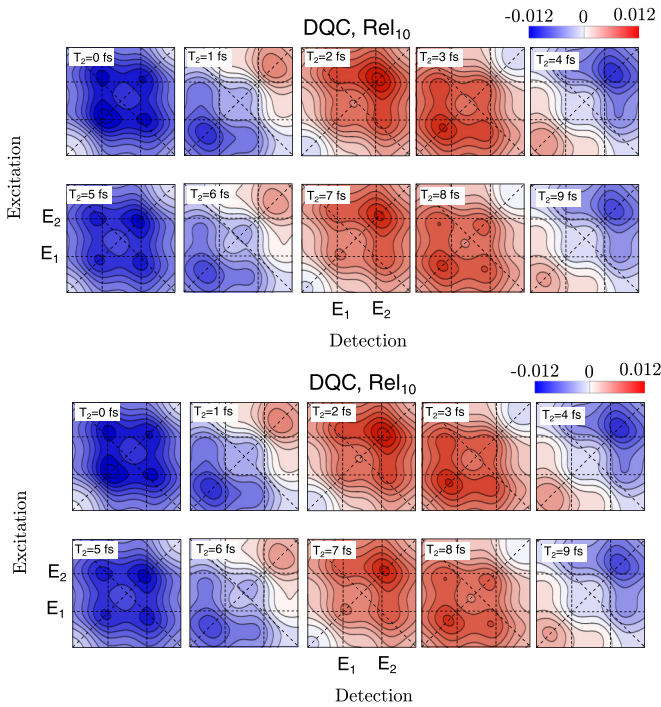 DQC, Rel₁₀
-0.012 0 0.012
T₂=0 fs T₂=1 fs T₂=2 fs T₂=3 fs T₂=4 fs
Excitation
T₂=5 fs T₂=6 fs T₂=7 fs T₂=8 fs T₂=9 fs
E₂
E₁
E₁ E₂
Detection
DQC, Rel₁₀
-0.012 0 0.012
T₂=0 fs T₂=1 fs T₂=2 fs T₂=3 fs T₂=4 fs
Excitation
T₂=5 fs T₂=6 fs T₂=7 fs T₂=8 fs T₂=9 fs
E₂
E₁
E₁ E₂
Detection